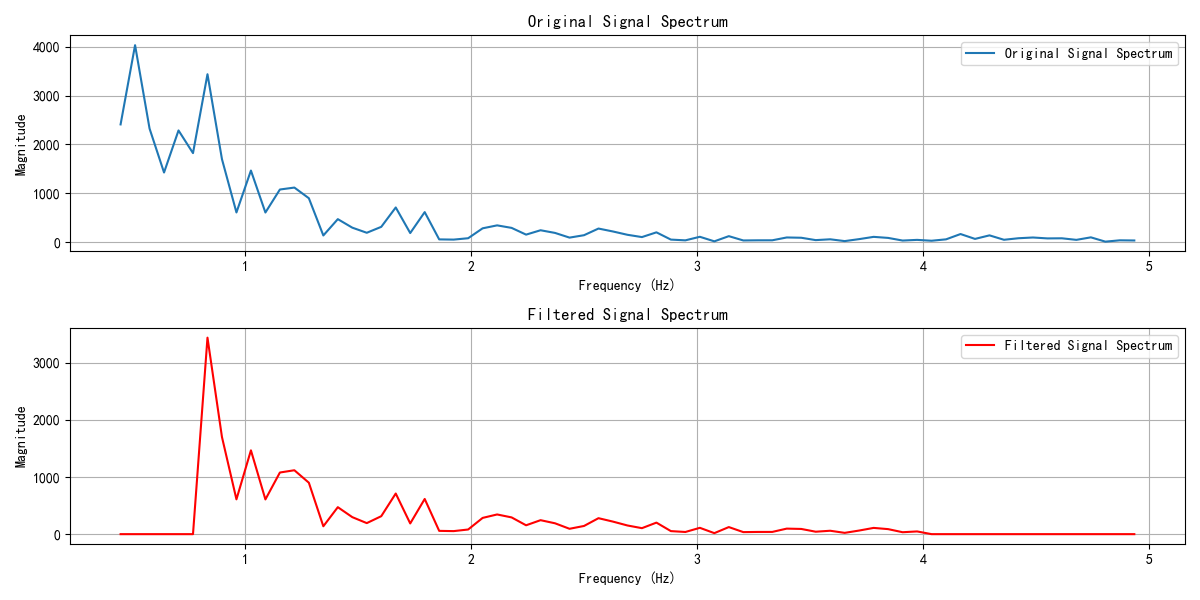 Original Signal Spectrum
Original Signal Spectrum
Magnitude
4000
3000
2000
1000
0
1 2 3 4 5
Frequency (Hz)
Filtered Signal Spectrum
Filtered Signal Spectrum
Magnitude
3000
2000
1000
0
1 2 3 4 5
Frequency (Hz)